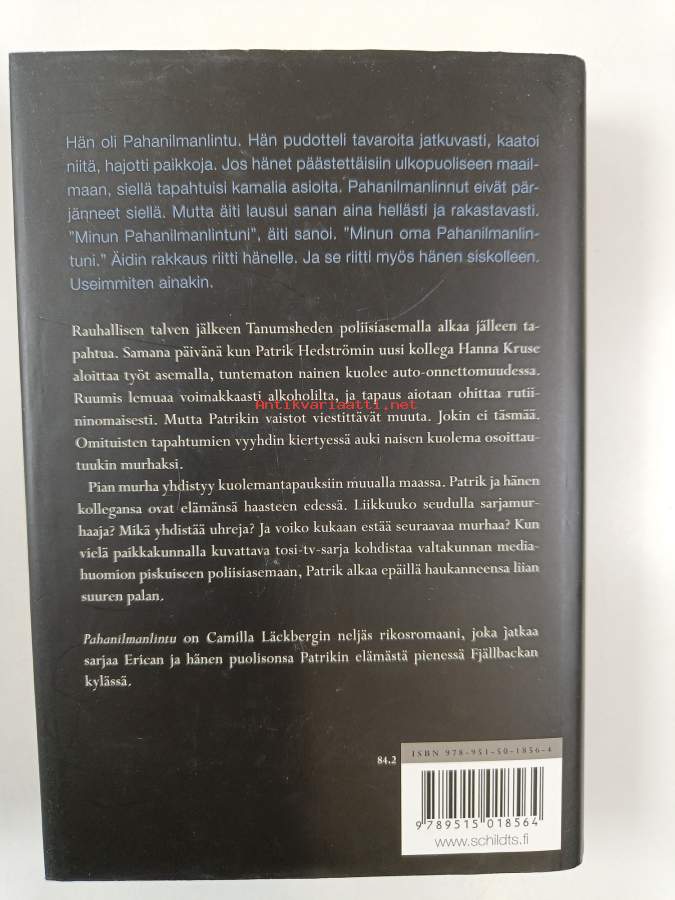 Hän oli Pahanilmanlintu. Hän pudotteli tavaroita jatkuvasti, kaatoi
niitä, hajotti paikkoja. Jos hänet päästettäisiin ulkopuoliseen maail-
maan, siellä tapahtuisi kamalia asioita. Pahanilmanlinnut eivät pär-
jänneet siellä. Mutta äiti lausui sanan aina hellästi ja rakastavasti.
"Minun Pahanilmanlintuni", äiti sanoi. "Minun oma Pahanilmanlin-
tuni." Äidin rakkaus riitti hänelle. Ja se riitti myös hänen siskolleen.
Useimmiten ainakin.
Rauhallisen talven jälkeen Tanumsheden poliisiasemalla alkaa jälleen ta-
pahtua. Samana päivänä kun Patrik Hedströmin uusi kollega Hanna Kruse
aloittaa työt asemalla, tuntematon nainen kuolee auto-onnettomuudessa.
Ruumis lemuaa voimakkaasti alkoholilta, ja tapaus aiotaan ohittaa rutii-
Antikvariaatti.net
ninomaisesti. Mutta Patrikin vaistot viestittävät muuta. Jokin ei täsmää.
Omituisten tapahtumien vyyhdin kiertyessä auki naisen kuolema osoittau-
tuukin murhaksi.
Pian murha yhdistyy kuolemantapauksiin muualla maassa. Patrik ja hänen
kollegansa ovat elämänsä haasteen edessä. Liikkuuko seudulla sarjamur-
haaja? Mikä yhdistää uhreja? Ja voiko kukaan estää seuraavaa murhaa? Kun
vielä paikkakunnalla kuvattava tosi-tv-sarja kohdistaa valtakunnan media-
huomion piskuiseen poliisiasemaan, Patrik alkaa epäillä haukanneensa liian
suuren palan.
Pahanilmanlintu on Camilla Läckbergin neljäs rikosromaani, joka jatkaa
sarjaa Erican ja hänen puolisonsa Patrikin elämästä pienessä Fjällbackan
kylässä.
84.2
ISBN 978-951-50-1856-4
9 789515 018564
www.schildts.fi